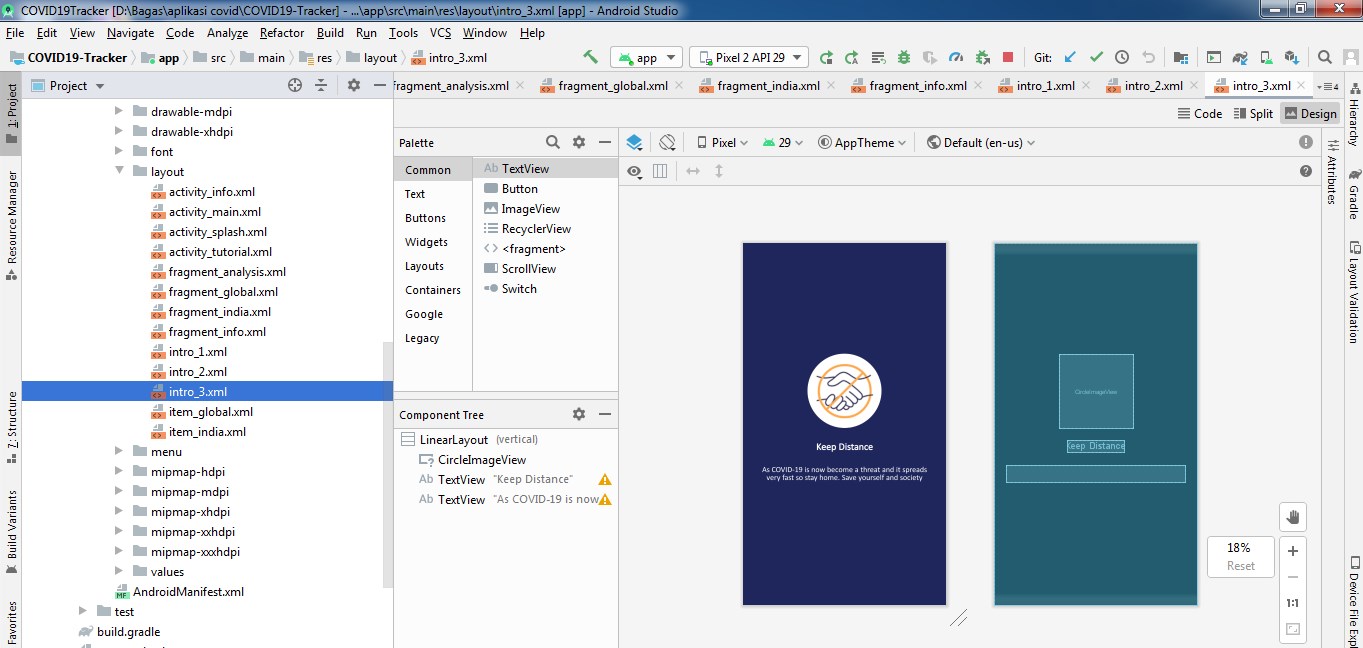 COVID19Tracker [D:\Bagas\aplikasi covid\COVID19-Tracker] - ...\app\src\main\res\layout\intro_3.xml [app] - Android Studio
File Edit View Navigate Code Analyze Refactor Build Run Tools VCS Window Help
COVID19-Tracker app src main res layout intro_3.xml
app
Pixel 2 API 29
Git:
Project
fragment_analysis.xml
fragment_global.xml
fragment_india.xml
fragment_info.xml
intro_1.xml
intro_2.xml
intro_3.xml
4
Code
Split
Design
1: Project
Resource Manager
7: Structure
Build Variants
Favorites
drawable-mdpi
drawable-xhdpi
font
layout
activity_info.xml
activity_main.xml
activity_splash.xml
activity_tutorial.xml
fragment_analysis.xml
fragment_global.xml
fragment_india.xml
fragment_info.xml
intro_1.xml
intro_2.xml
intro_3.xml
item_global.xml
item_india.xml
menu
mipmap-hdpi
mipmap-mdpi
mipmap-xhdpi
mipmap-xxhdpi
mipmap-xxxhdpi
values
MF AndroidManifest.xml
test
build.gradle
Palette
Common
Text
Buttons
Widgets
Layouts
Containers
Google
Legacy
Ab TextView
Button
ImageView
RecyclerView
<> <fragment>
ScrollView
Switch
Component Tree
LinearLayout (vertical)
CircleImageView
Ab TextView "Keep Distance"
Ab TextView "As COVID-19 is now
Pixel
29
AppTheme
Default (en-us)
Keep Distance
As COVID-19 is now become a threat and it spreads
very fast so stay home. Save yourself and society
CircleImageView
Keep Distance
18%
Reset
1:1
Attributes
Hierarchy
Gradle
Layout Validation
Device File Expl